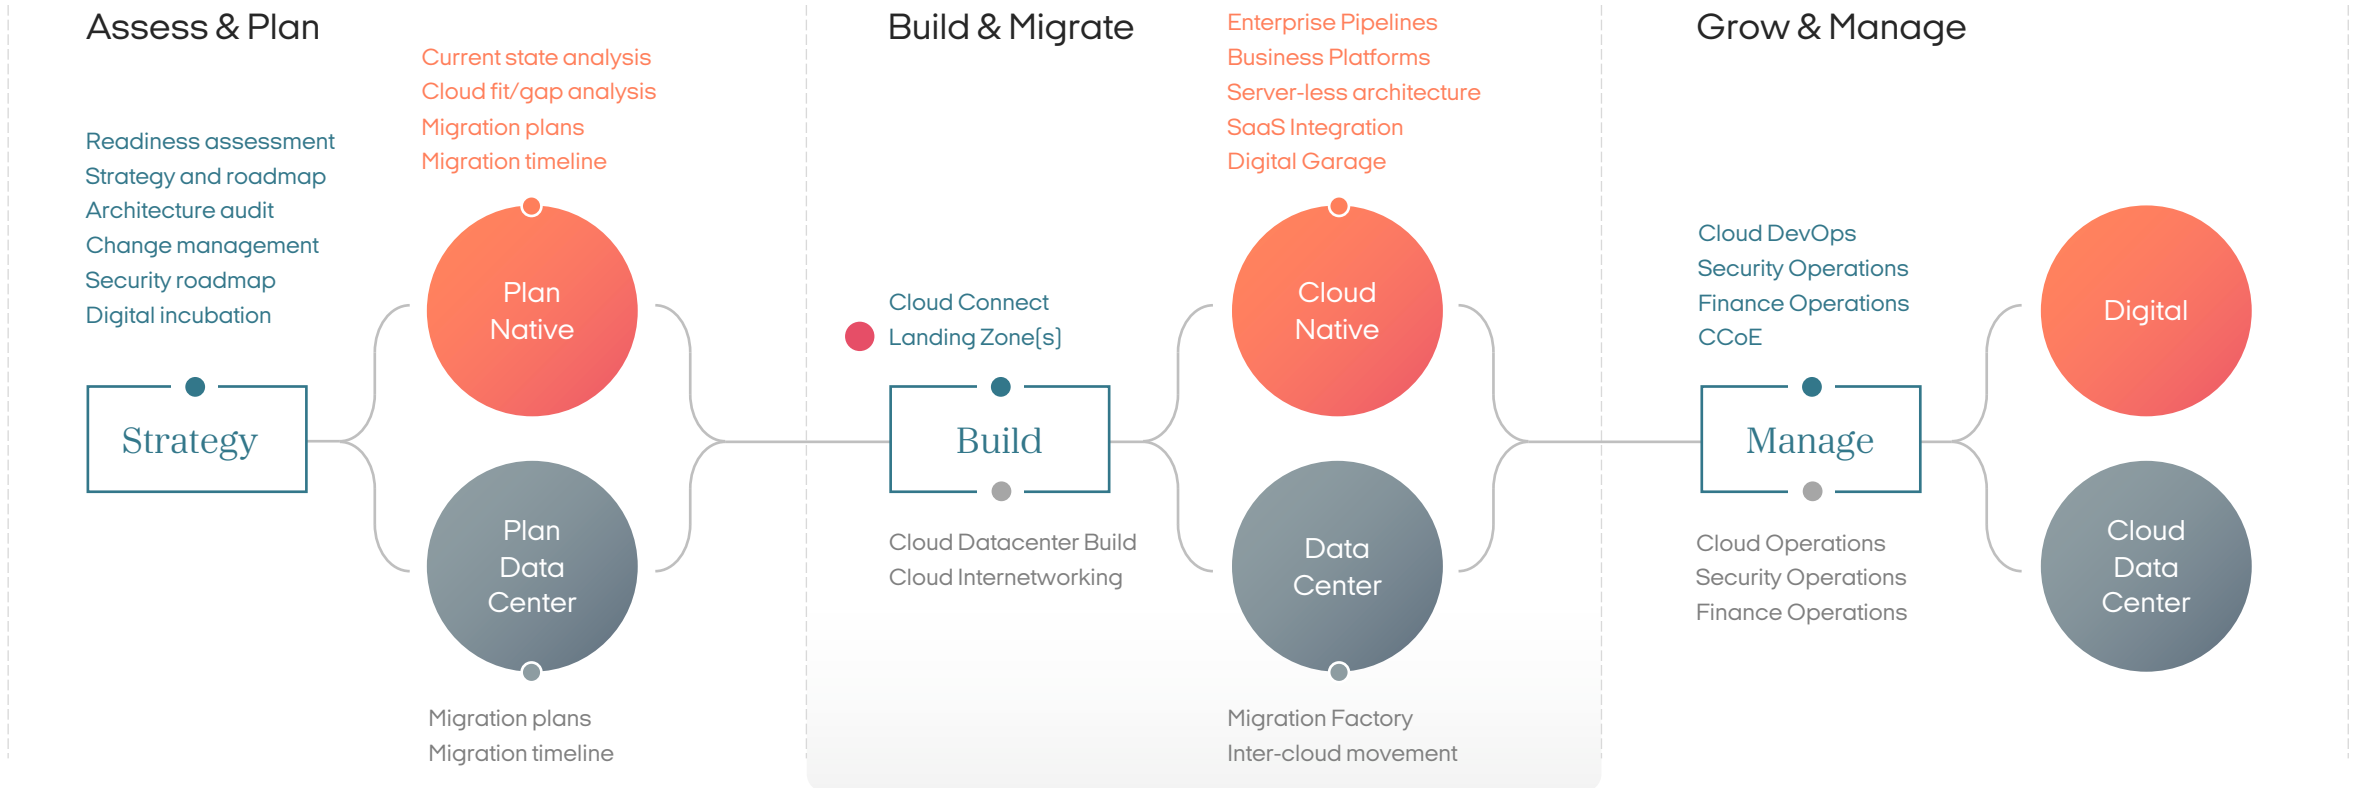 Assess & Plan
Readiness assessment
Strategy and roadmap
Architecture audit
Change management
Security roadmap
Digital incubation
Strategy
Current state analysis
Cloud fit/gap analysis
Migration plans
Migration timeline
Plan
Native
Plan
Data
Center
Migration plans
Migration timeline
Build & Migrate
Cloud Connect
Landing Zone(s)
Build
Cloud Datacenter Build
Cloud Internetworking
Enterprise Pipelines
Business Platforms
Server-less architecture
SaaS Integration
Digital Garage
Cloud
Native
Data
Center
Migration Factory
Inter-cloud movement
Grow & Manage
Cloud DevOps
Security Operations
Finance Operations
CCoE
Manage
Cloud Operations
Security Operations
Finance Operations
Digital
Cloud
Data
Center